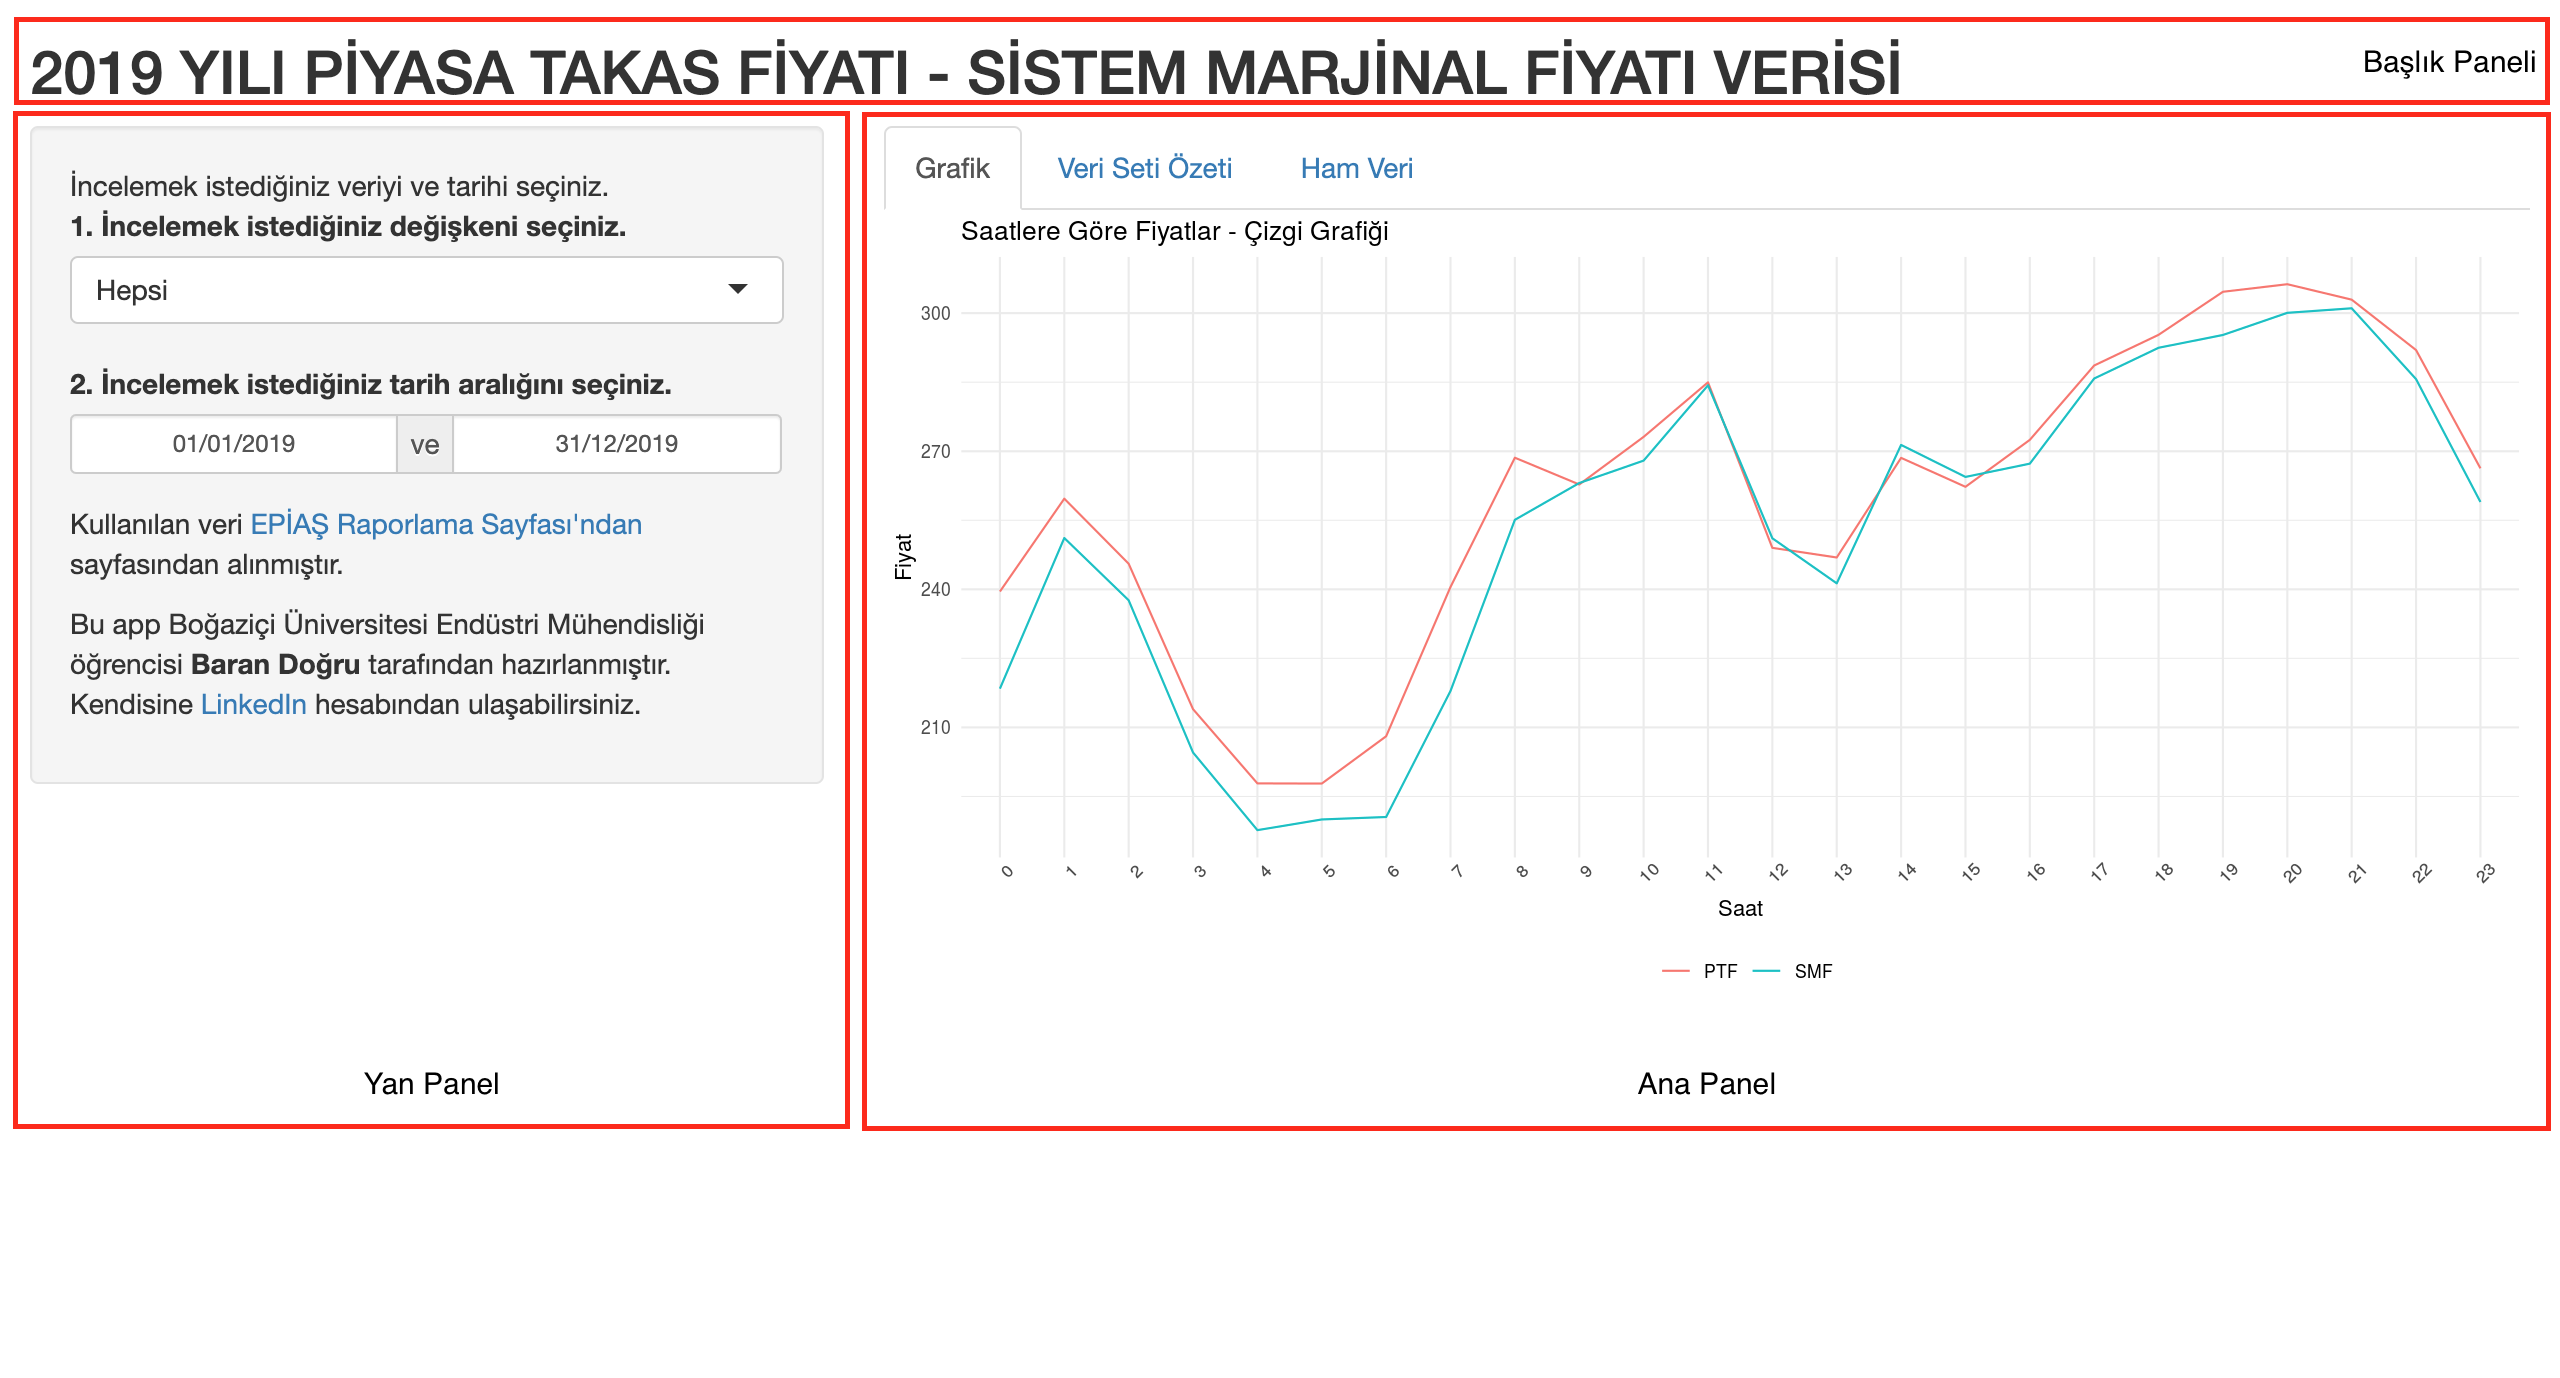 2019 YILI PİYASA TAKAS FİYATI - SİSTEM MARJİNAL FİYATI VERİSİ
Başlık Paneli
İncelemek istediğiniz veriyi ve tarihi seçiniz.
1. İncelemek istediğiniz değişkeni seçiniz.
Hepsi
2. İncelemek istediğiniz tarih aralığını seçiniz.
01/01/2019 ve 31/12/2019
Kullanılan veri EPİAŞ Raporlama Sayfası'ndan
sayfasından alınmıştır.
Bu app Boğaziçi Üniversitesi Endüstri Mühendisliği
öğrencisi Baran Doğru tarafından hazırlanmıştır.
Kendisine LinkedIn hesabından ulaşabilirsiniz.
Yan Panel
Grafik Veri Seti Özeti Ham Veri
Saatlere Göre Fiyatlar - Çizgi Grafiği
Fiyat
300
270
240
210
0 1 2 3 4 5 6 7 8 9 10 11 12 13 14 15 16 17 18 19 20 21 22 23
Saat
PTF SMF
Ana Panel